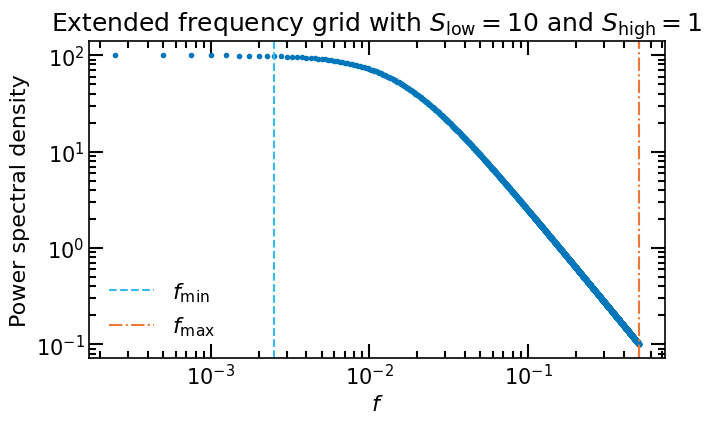 Extended frequency grid with S_low = 10 and S_high = 1
Power spectral density
10^2
10^1
10^0
10^−1
f_min
f_max
10^−3
10^−2
10^−1
f